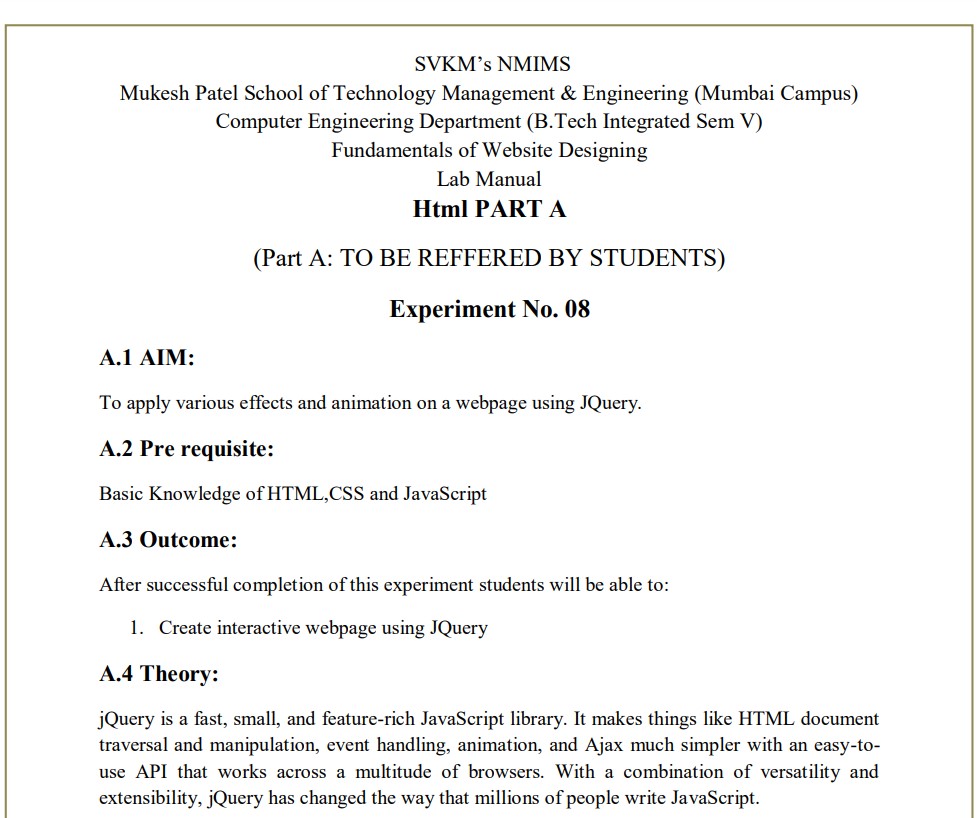 SVKM’s NMIMS
Mukesh Patel School of Technology Management & Engineering (Mumbai Campus)
Computer Engineering Department (B.Tech Integrated Sem V)
Fundamentals of Website Designing
Lab Manual
Html PART A
(Part A: TO BE REFFERED BY STUDENTS)
Experiment No. 08
A.1 AIM:
To apply various effects and animation on a webpage using JQuery.
A.2 Pre requisite:
Basic Knowledge of HTML,CSS and JavaScript
A.3 Outcome:
After successful completion of this experiment students will be able to:
1. Create interactive webpage using JQuery
A.4 Theory:
jQuery is a fast, small, and feature-rich JavaScript library. It makes things like HTML document
traversal and manipulation, event handling, animation, and Ajax much simpler with an easy-to-
use API that works across a multitude of browsers. With a combination of versatility and
extensibility, jQuery has changed the way that millions of people write JavaScript.